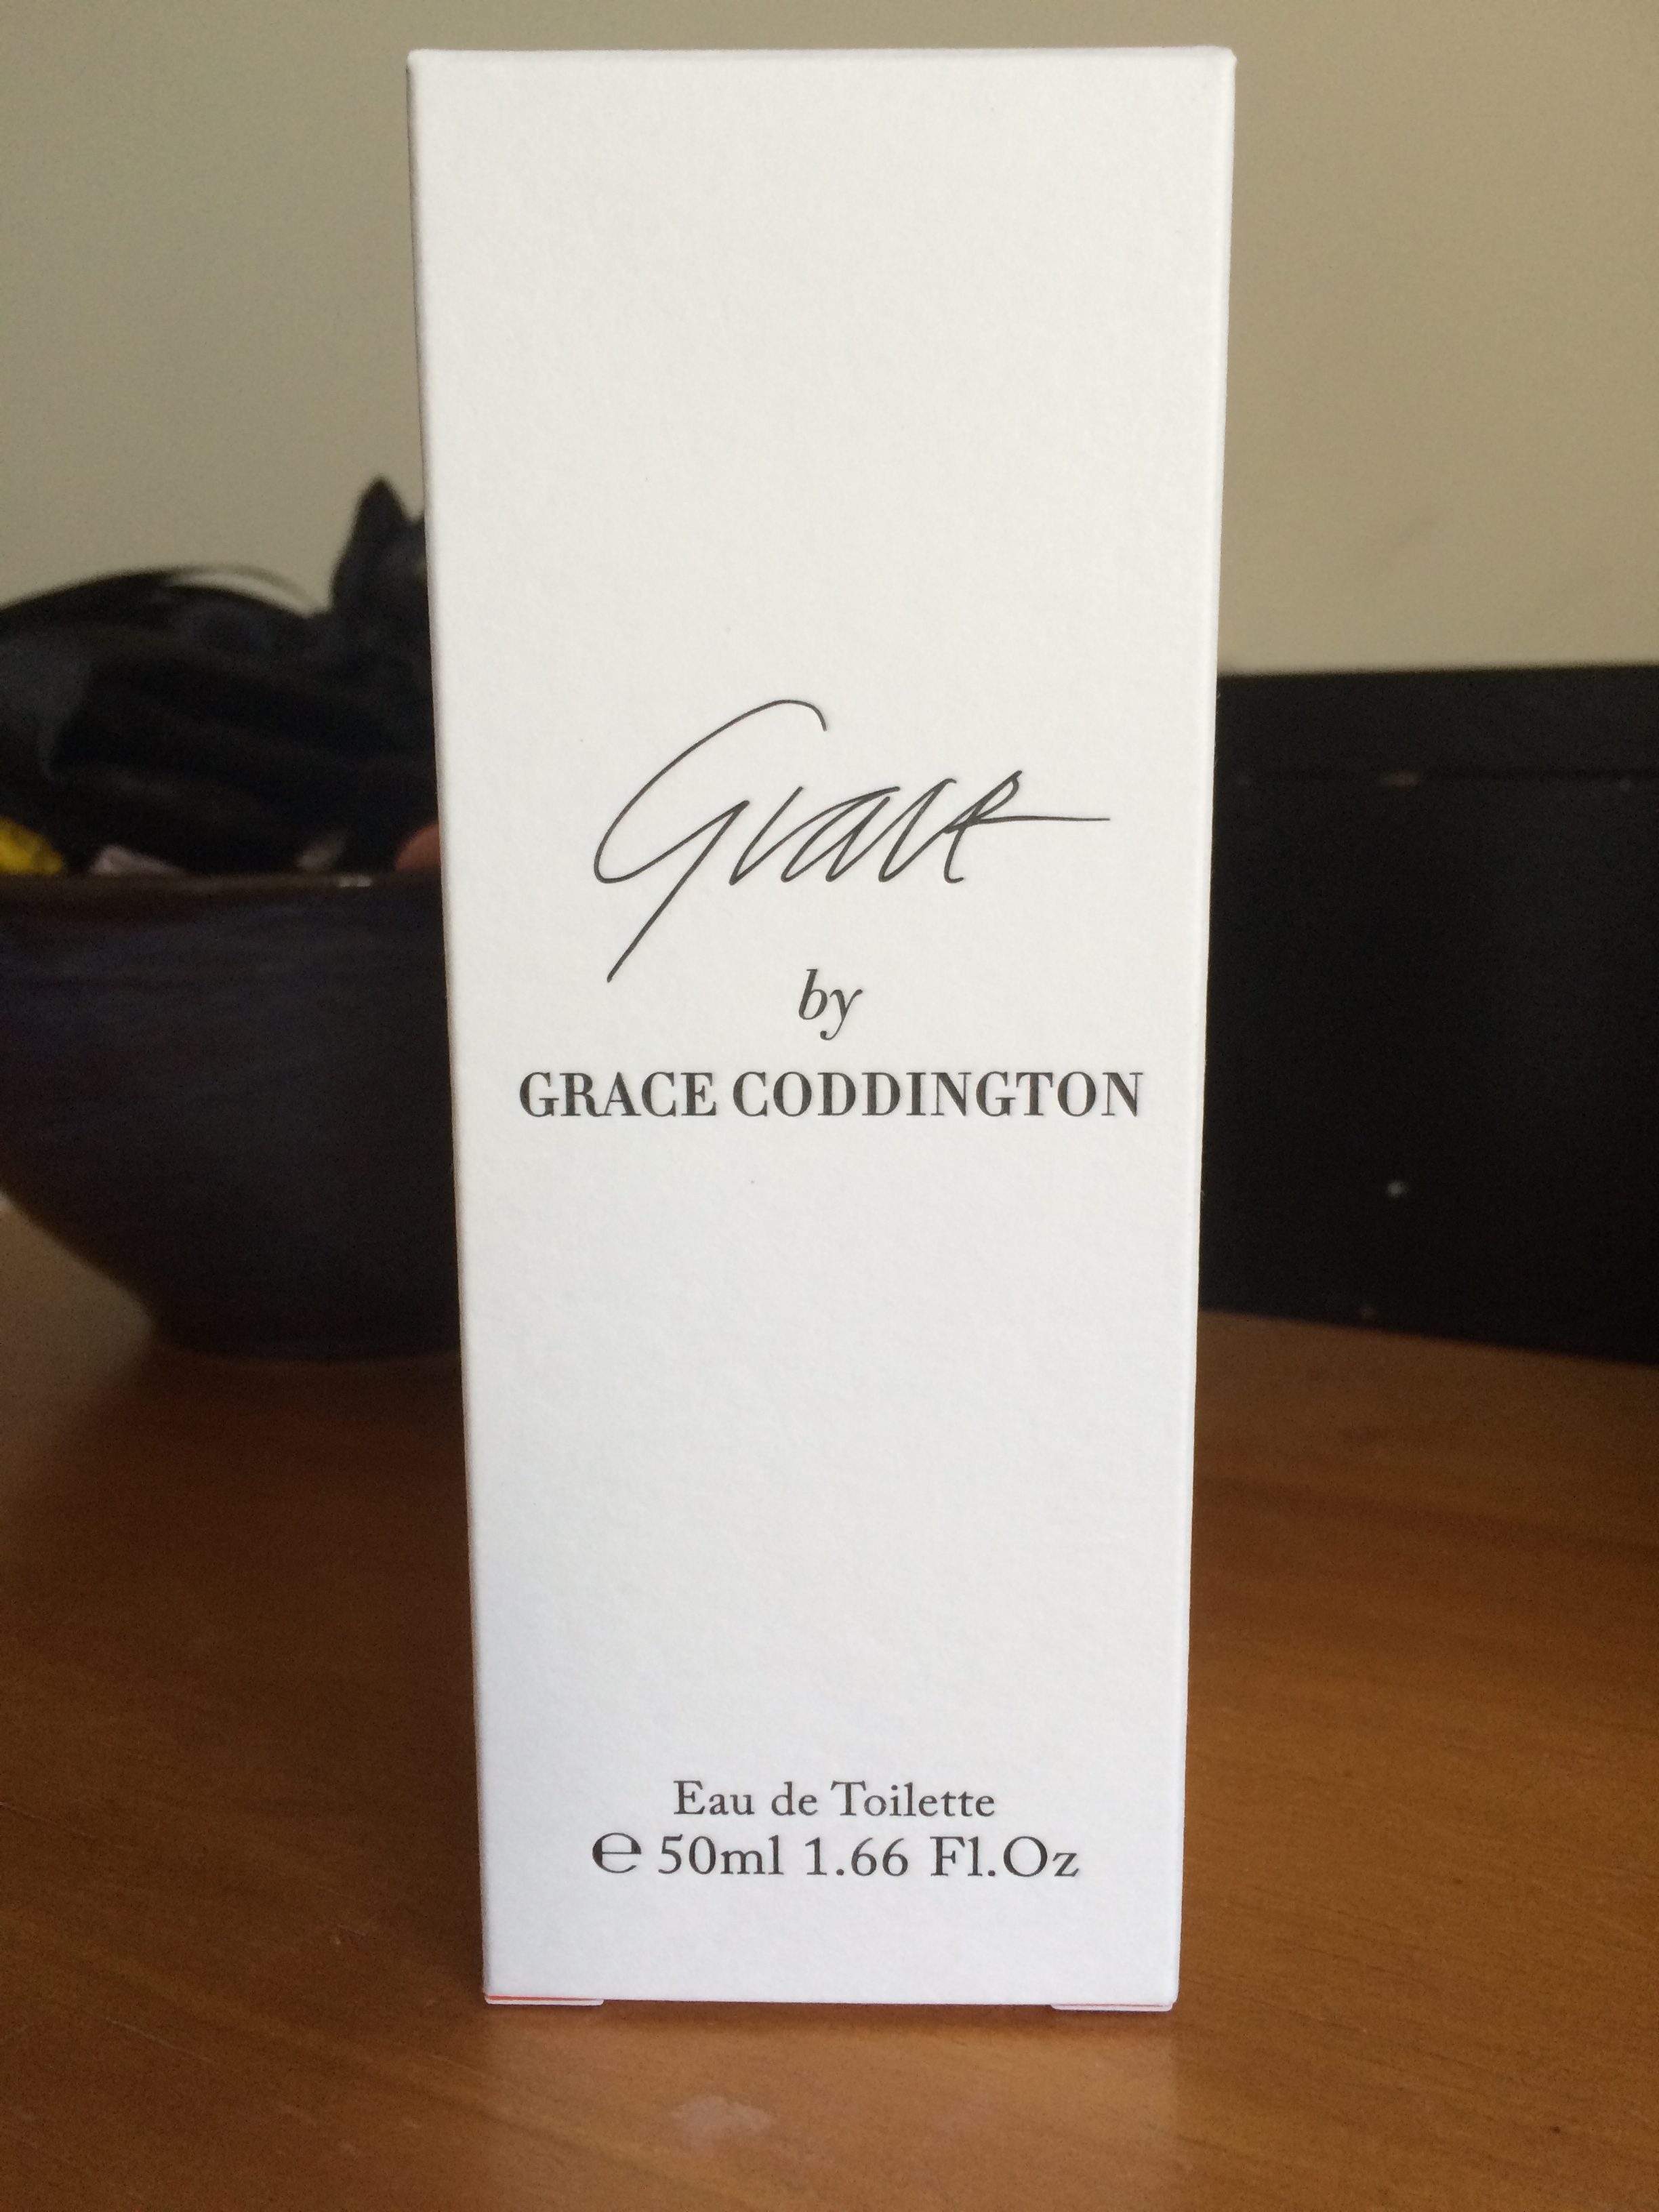 Grace
by
GRACE CODDINGTON
Eau de Toilette
℮ 50ml 1.66 Fl.Oz